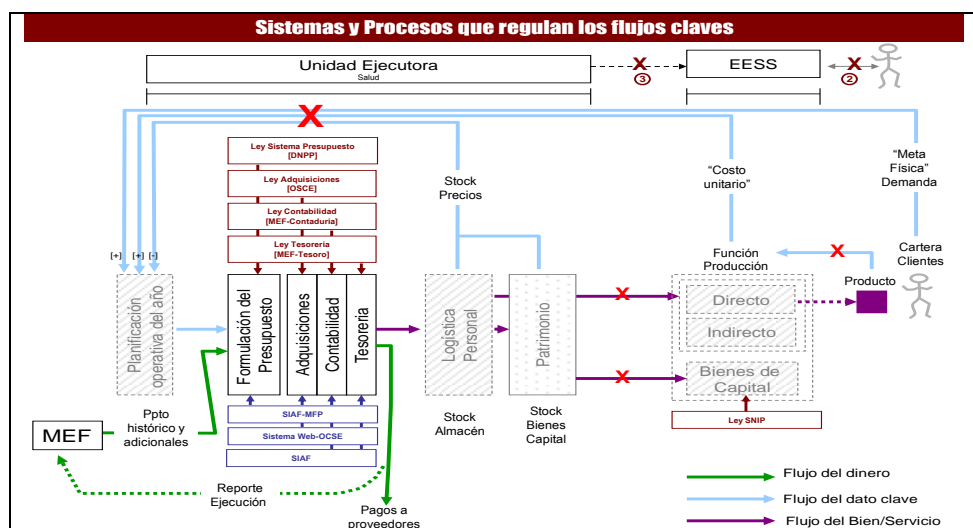 Sistemas y Procesos que regulan los flujos claves
Unidad Ejecutora
Salud
X
3
EESS
X
2
X
Ley Sistema Presupuesto
[DNPP]
Ley Adquisiciones
[OSCE]
Ley Contabilidad
[MEF-Contaduría]
Ley Tesoreria
[MEF-Tesoro]
Stock
Precios
“Costo
unitario”
“Meta
Física”
Demanda
[+]
[+]
[-]
Función
Producción
X
Cartera
Clientes
Producto
Planificación
operativa del año
Formulación del
Presupuesto
Adquisiciones
Contabilidad
Tesoreria
Logística
Personal
Patrimonio
X
X
Directo
Indirecto
Bienes de
Capital
Ley SNIP
MEF
Ppto
histórico y
adicionales
SIAF-MFP
Sistema Web-OCSE
SIAF
Stock
Almacén
Stock
Bienes
Capital
Reporte
Ejecución
Pagos a
proveedores
Flujo del dinero
Flujo del dato clave
Flujo del Bien/Servicio